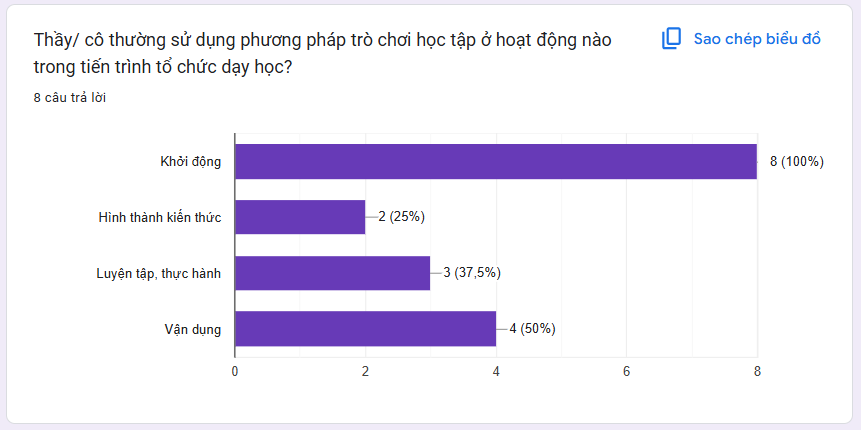 Thầy/ cô thường sử dụng phương pháp trò chơi học tập ở hoạt động nào
trong tiến trình tổ chức dạy học?
Sao chép biểu đồ
8 câu trả lời
Khởi động
8 (100%)
Hình thành kiến thức
2 (25%)
Luyện tập, thực hành
3 (37,5%)
Vận dụng
4 (50%)
0 2 4 6 8